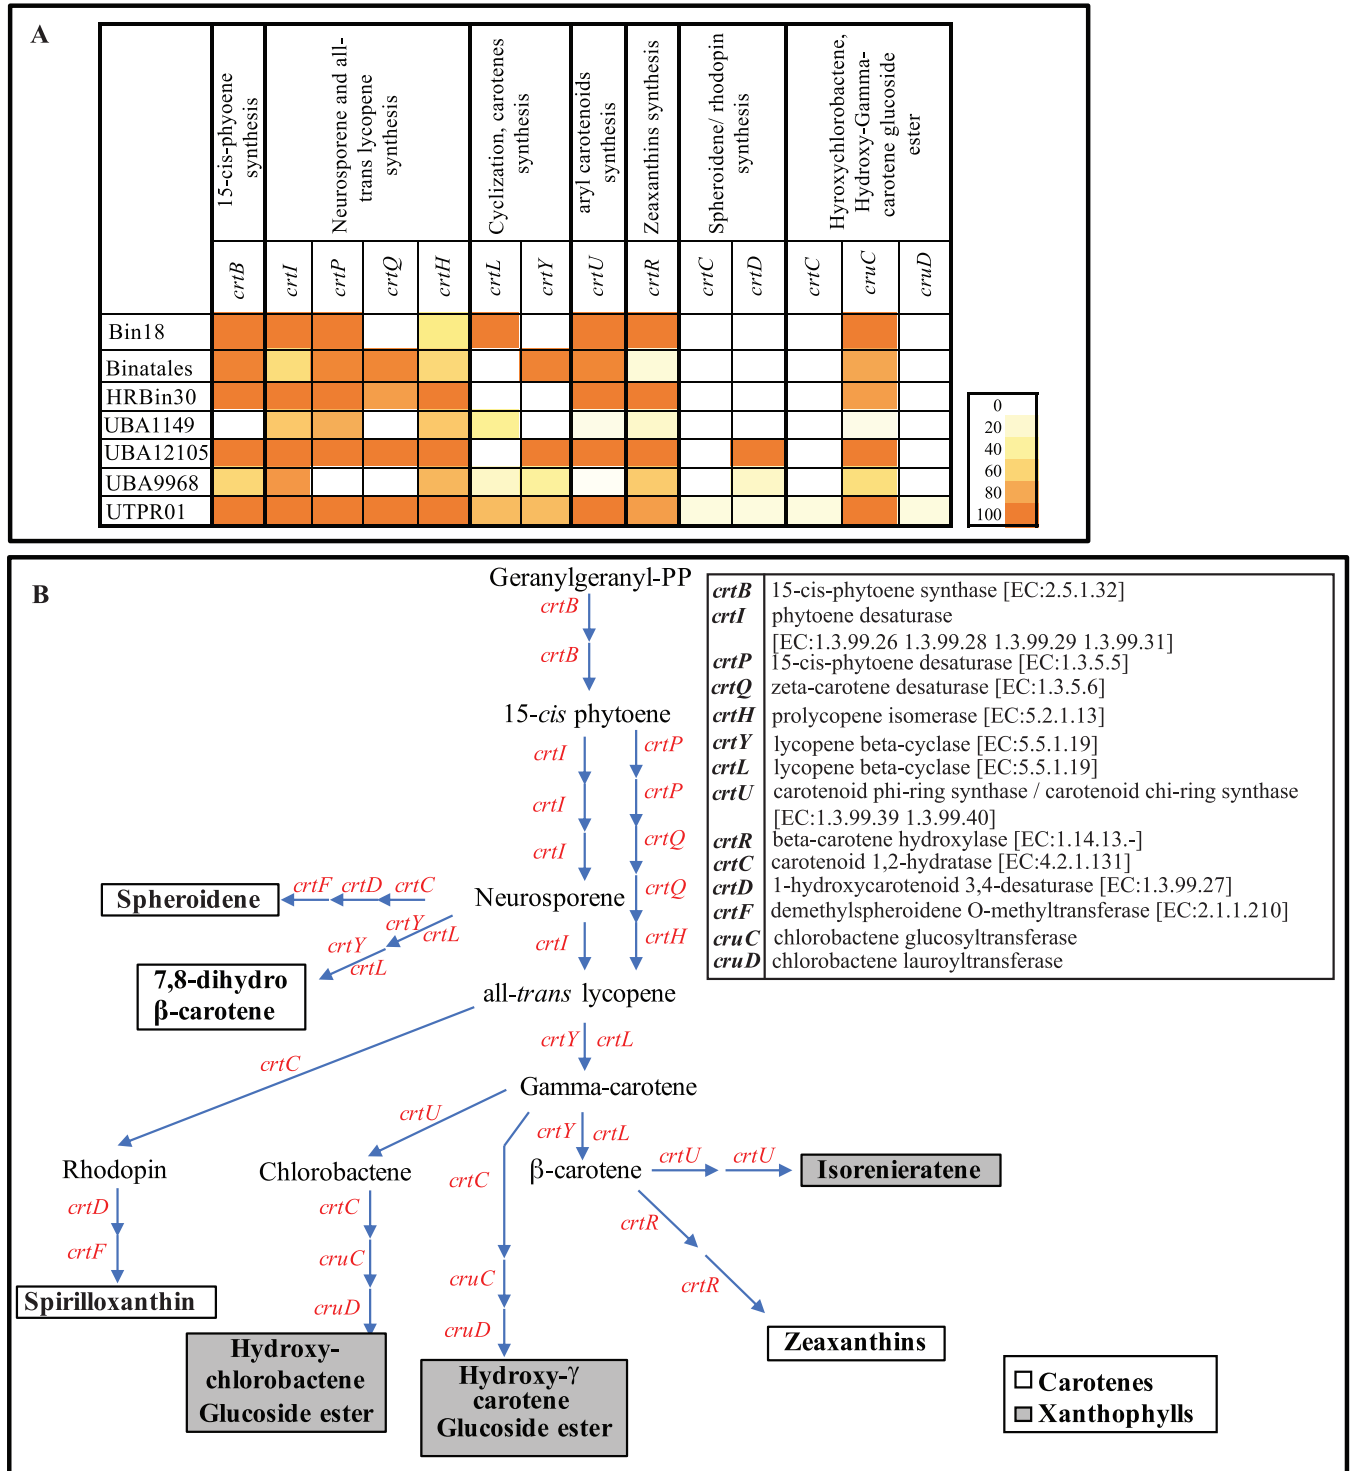 A
15-cis-phyoene
synthesis
Neurosporene and all-
trans lycopene
synthesis
Cyclization, carotenes
synthesis
aryl carotenoids
synthesis
Zeaxanthins synthesis
Spheroidene/ rhodopin
synthesis
Hyroxychlorobactene,
Hydroxy-Gamma-
carotene glucoside
ester
crtB crtI crtP crtQ crtH crtL crtY crtU crtR crtC crtD crtC cruC cruD
Bin18
Binatales
HRBin30
UBA1149
UBA12105
UBA9968
UTPR01
0
20
40
60
80
100
B
Geranylgeranyl-PP
crtB
crtB
15-cis phytoene
crtI crtP
crtI crtP
crtI crtQ
Neurosporene crtQ
crtI crtH
crtF crtD crtC
Spheroidene
crtY crtL
crtY crtL
7,8-dihydro
β-carotene
all-trans lycopene
crtC
crtY crtL
Gamma-carotene
crtU
crtY crtL
Rhodopin
Chlorobactene
β-carotene
crtU crtU
Isorenieratene
crtD
crtF
Spirilloxanthin
crtC
cruC
cruD
Hydroxy-
chlorobactene
Glucoside ester
crtC
cruC
cruD
Hydroxy-γ
carotene
Glucoside ester
crtR
crtR
Zeaxanthins
crtB 15-cis-phytoene synthase [EC:2.5.1.32]
crtI phytoene desaturase
[EC:1.3.99.26 1.3.99.28 1.3.99.29 1.3.99.31]
crtP 15-cis-phytoene desaturase [EC:1.3.5.5]
crtQ zeta-carotene desaturase [EC:1.3.5.6]
crtH prolycopene isomerase [EC:5.2.1.13]
crtY lycopene beta-cyclase [EC:5.5.1.19]
crtL lycopene beta-cyclase [EC:5.5.1.19]
crtU carotenoid phi-ring synthase / carotenoid chi-ring synthase
[EC:1.3.99.39 1.3.99.40]
crtR beta-carotene hydroxylase [EC:1.14.13.-]
crtC carotenoid 1,2-hydratase [EC:4.2.1.131]
crtD 1-hydroxycarotenoid 3,4-desaturase [EC:1.3.99.27]
crtF demethylspheroidene O-methyltransferase [EC:2.1.1.210]
cruC chlorobactene glucosyltransferase
cruD chlorobactene lauroyltransferase
Carotenes
Xanthophylls